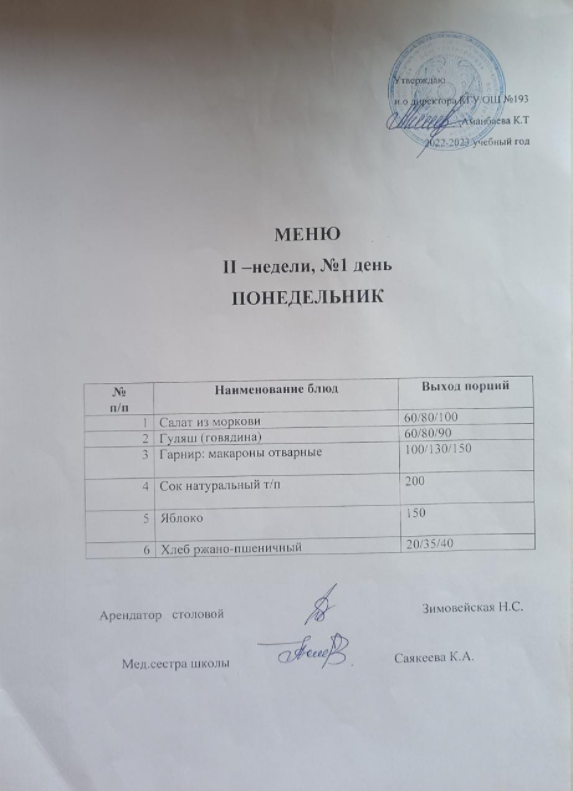 Утверждаю
и.о директора КГУ ОШ №193
Аманбаева К.Т
2022-2023 учебный год
МЕНЮ
II –недели, №1 день
ПОНЕДЕЛЬНИК
№ п/п Наименование блюд Выход порций
1 Салат из моркови 60/80/100
2 Гуляш (говядина) 60/80/90
3 Гарнир: макароны отварные 100/130/150
4 Сок натуральный т/п 200
5 Яблоко 150
6 Хлеб ржано-пшеничный 20/35/40
Арендатор столовой Зимовейская Н.С.
Мед.сестра школы Саякеева К.А.